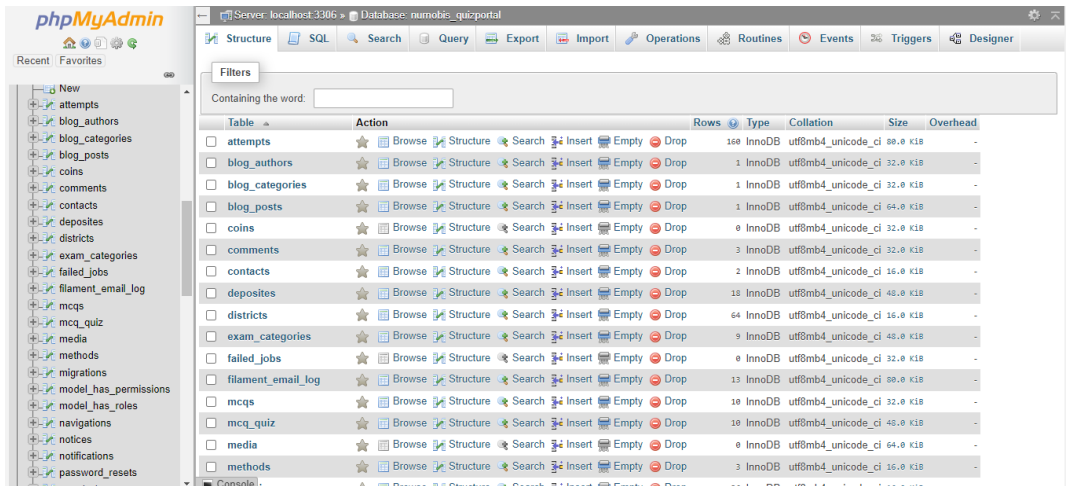 phpMyAdmin
Recent Favorites
New
attempts
blog_authors
blog_categories
blog_posts
coins
comments
contacts
deposites
districts
exam_categories
failed_jobs
filament_email_log
mcqs
mcq_quiz
media
methods
migrations
model_has_permissions
model_has_roles
navigations
notices
notifications
password_resets
Server: localhost:3306 » Database: numobis_quizportal
Structure SQL Search Query Export Import Operations Routines Events Triggers Designer
Filters
Containing the word:
Table Action Rows Type Collation Size Overhead
attempts Browse Structure Search Insert Empty Drop 160 InnoDB utf8mb4_unicode_ci 80.0 KiB -
blog_authors Browse Structure Search Insert Empty Drop 1 InnoDB utf8mb4_unicode_ci 32.0 KiB -
blog_categories Browse Structure Search Insert Empty Drop 1 InnoDB utf8mb4_unicode_ci 32.0 KiB -
blog_posts Browse Structure Search Insert Empty Drop 1 InnoDB utf8mb4_unicode_ci 64.0 KiB -
coins Browse Structure Search Insert Empty Drop 0 InnoDB utf8mb4_unicode_ci 32.0 KiB -
comments Browse Structure Search Insert Empty Drop 3 InnoDB utf8mb4_unicode_ci 32.0 KiB -
contacts Browse Structure Search Insert Empty Drop 2 InnoDB utf8mb4_unicode_ci 16.0 KiB -
deposites Browse Structure Search Insert Empty Drop 18 InnoDB utf8mb4_unicode_ci 48.0 KiB -
districts Browse Structure Search Insert Empty Drop 64 InnoDB utf8mb4_unicode_ci 16.0 KiB -
exam_categories Browse Structure Search Insert Empty Drop 9 InnoDB utf8mb4_unicode_ci 48.0 KiB -
failed_jobs Browse Structure Search Insert Empty Drop 0 InnoDB utf8mb4_unicode_ci 32.0 KiB -
filament_email_log Browse Structure Search Insert Empty Drop 13 InnoDB utf8mb4_unicode_ci 80.0 KiB -
mcqs Browse Structure Search Insert Empty Drop 10 InnoDB utf8mb4_unicode_ci 32.0 KiB -
mcq_quiz Browse Structure Search Insert Empty Drop 10 InnoDB utf8mb4_unicode_ci 48.0 KiB -
media Browse Structure Search Insert Empty Drop 0 InnoDB utf8mb4_unicode_ci 64.0 KiB -
methods Browse Structure Search Insert Empty Drop 3 InnoDB utf8mb4_unicode_ci 16.0 KiB -
Console